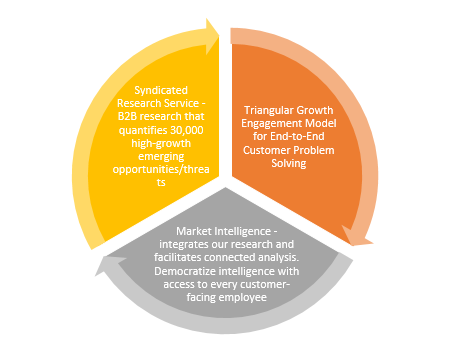 Syndicated
Research Service -
B2B research that
quantifies 30,000
high-growth
emerging
opportunities/threa
ts
Triangular Growth
Engagement Model
for End-to-End
Customer Problem
Solving
Market Intelligence -
integrates our research and
facilitates connected analysis.
Democratize intelligence with
access to every customer-
facing employee